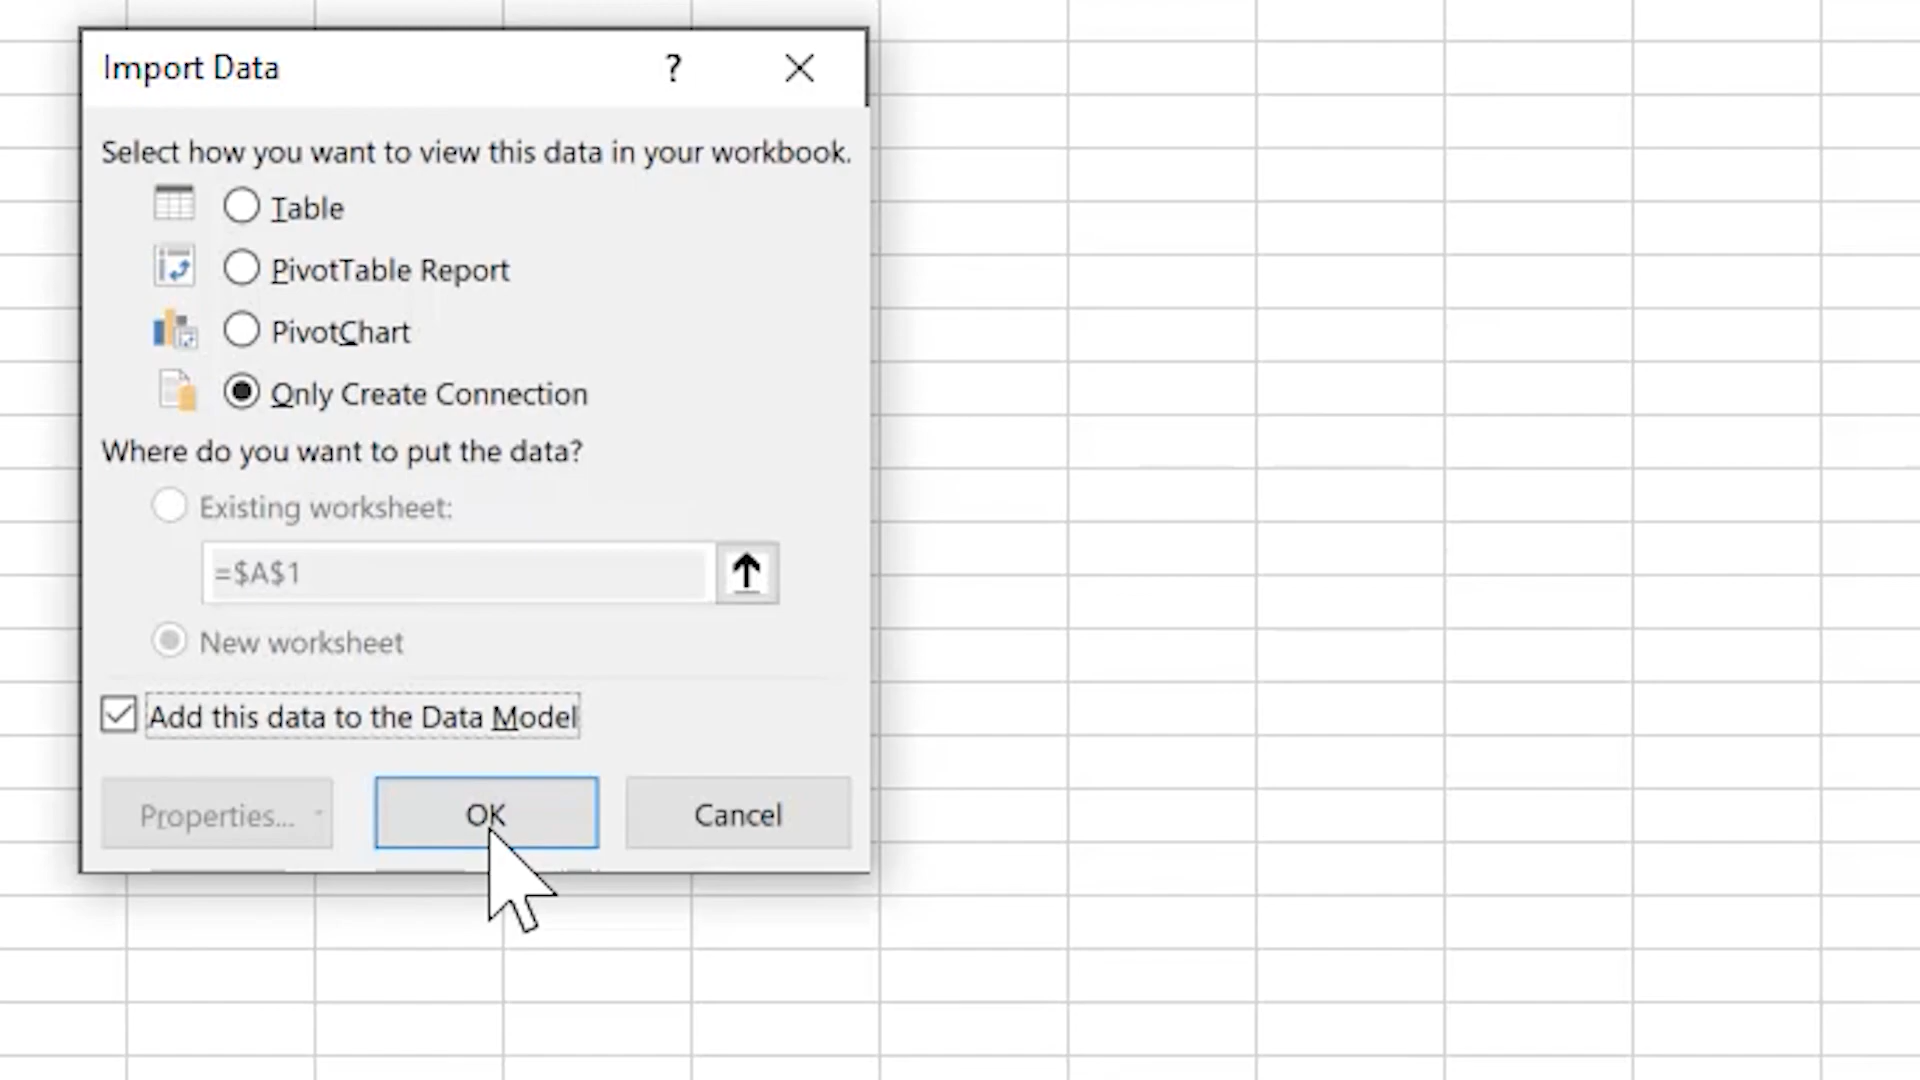 Import Data ?
Select how you want to view this data in your workbook.
Table
PivotTable Report
PivotChart
Only Create Connection
Where do you want to put the data?
Existing worksheet:
=$A$1
New worksheet
Add this data to the Data Model
Properties... OK Cancel